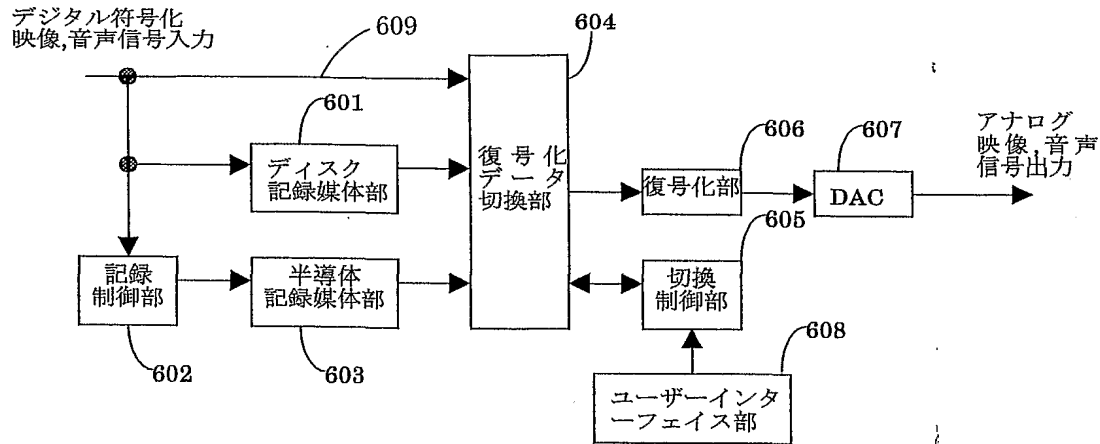 デジタル符号化
映像,音声信号入力
609
604
601
ディスク
記録媒体部
復号化
データ
切換部
606
復号化部
607
DAC
アナログ
映像,音声
信号出力
605
記録
制御部
半導体
記録媒体部
切換
制御部
602
603
608
ユーザーインタ
ーフェイス部